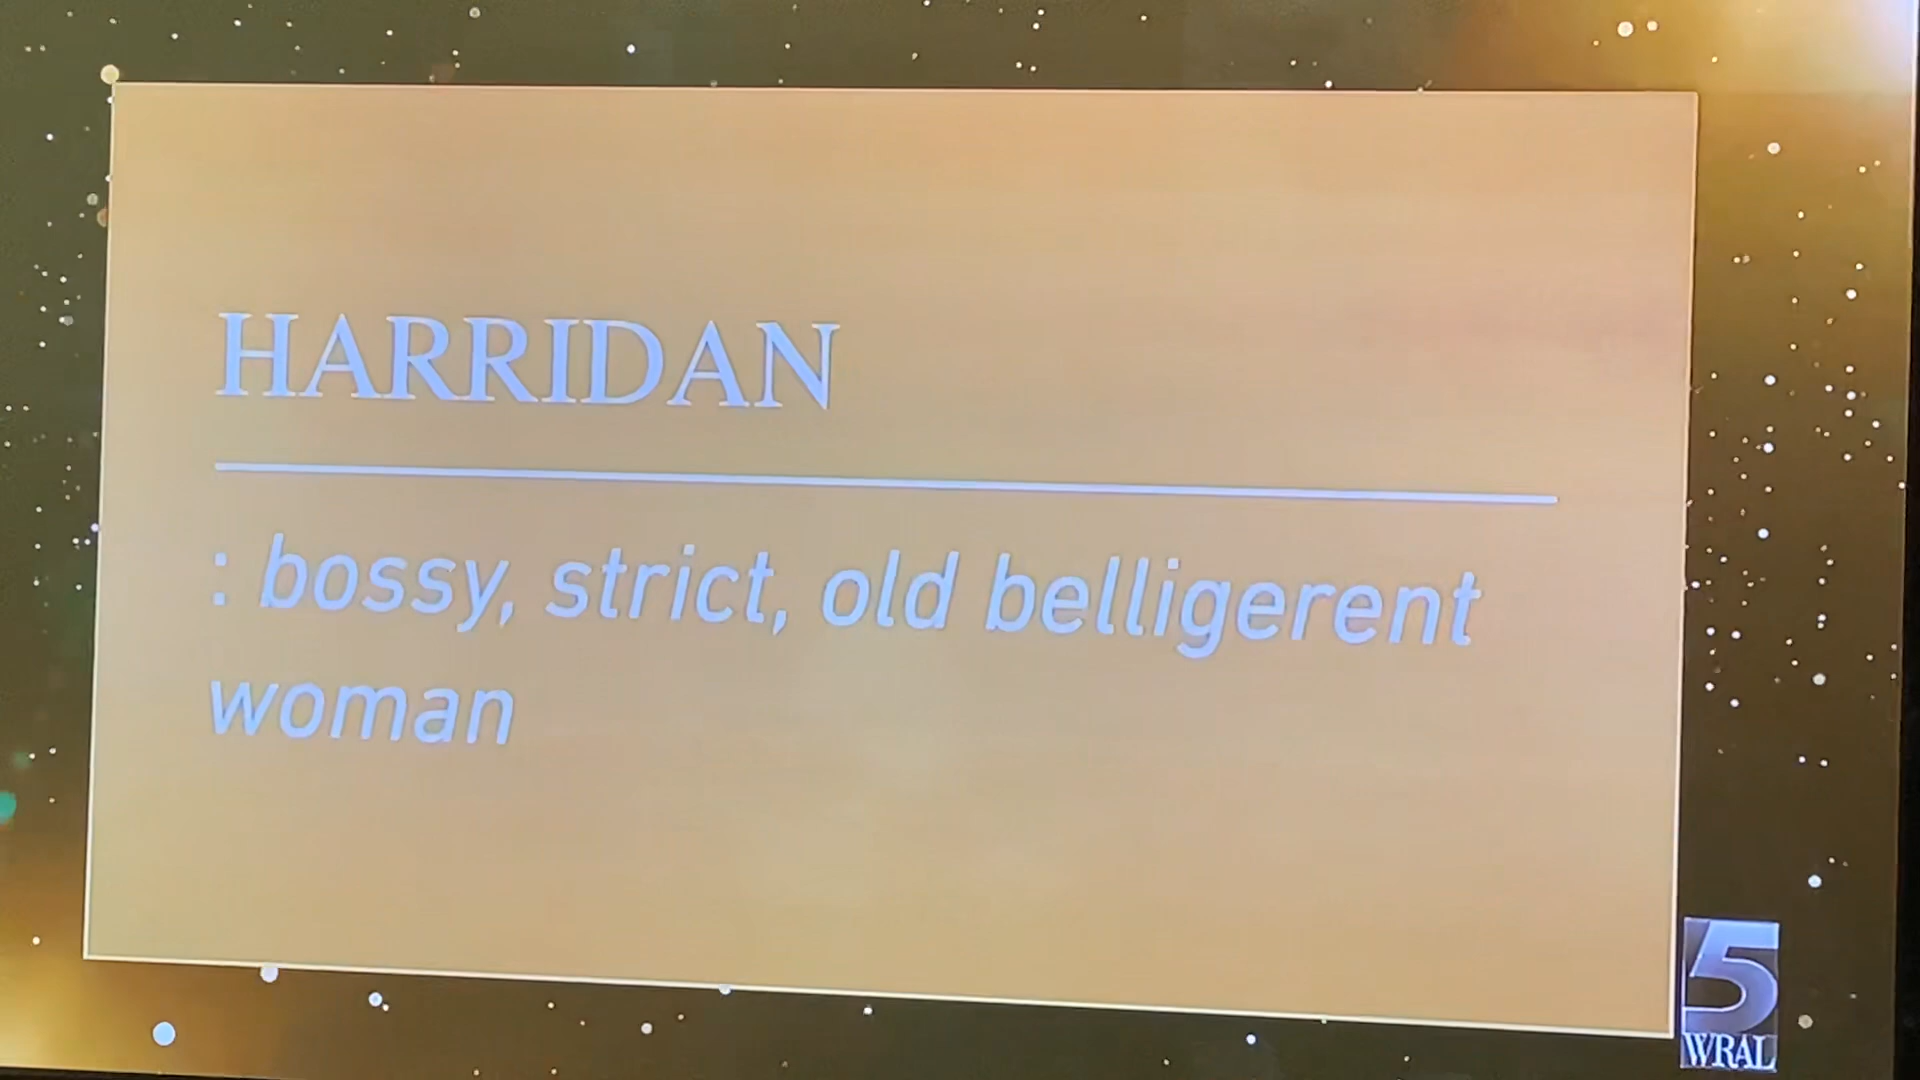 HARRIDAN
: bossy, strict, old belligerent
woman
5
WRAL